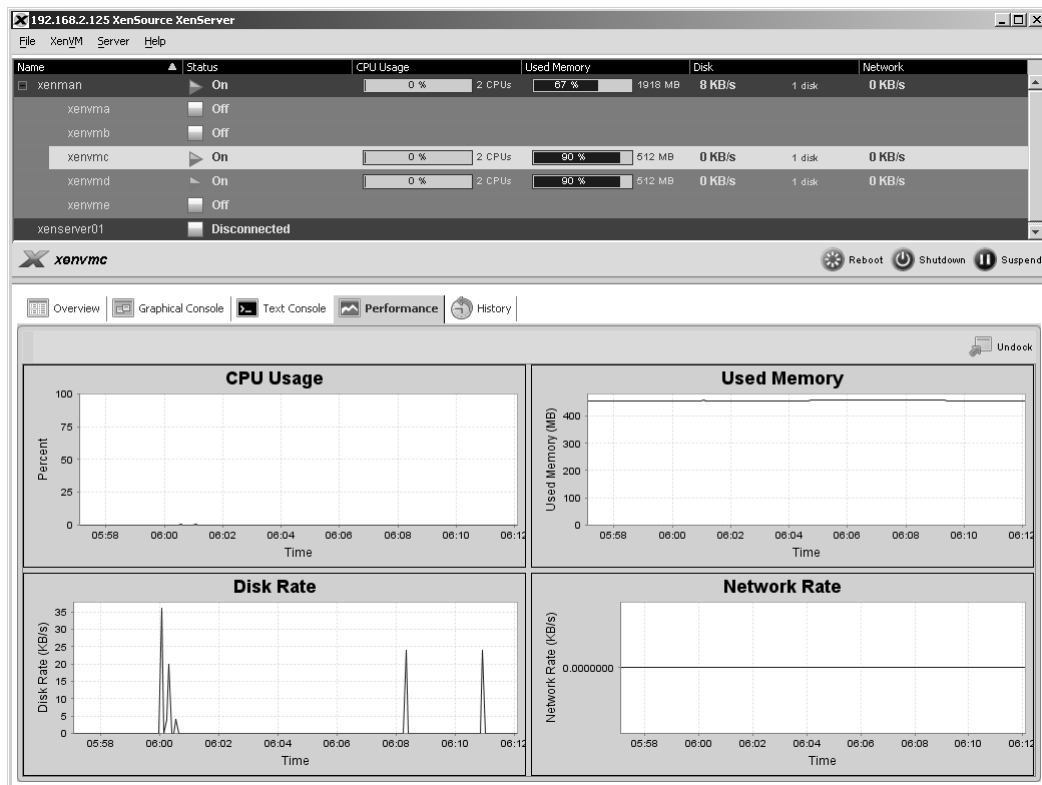 192.168.2.125 XenSource XenServer
File XenVM Server Help
Name Status CPU Usage Used Memory Disk Network
xenman On 0 % 2 CPUs 67 % 1918 MB 8 KB/s 1 disk 0 KB/s
xenvma Off
xenvmb Off
xenvmc On 0 % 2 CPUs 90 % 512 MB 0 KB/s 1 disk 0 KB/s
xenvmd On 0 % 2 CPUs 90 % 512 MB 0 KB/s 1 disk 0 KB/s
xenvme Off
xenserver01 Disconnected
xenvmc Reboot Shutdown Suspend
Overview Graphical Console Text Console Performance History
Undock
CPU Usage
Percent
100
75
50
25
0
05:58 06:00 06:02 06:04 06:06 06:08 06:10 06:12
Time
Used Memory
Used Memory (MB)
400
300
200
100
0
05:58 06:00 06:02 06:04 06:06 06:08 06:10 06:12
Time
Disk Rate
Disk Rate (KB/s)
35
30
25
20
15
10
5
0
05:58 06:00 06:02 06:04 06:06 06:08 06:10 06:12
Time
Network Rate
Network Rate (KB/s)
0.0000000
05:58 06:00 06:02 06:04 06:06 06:08 06:10 06:12
Time